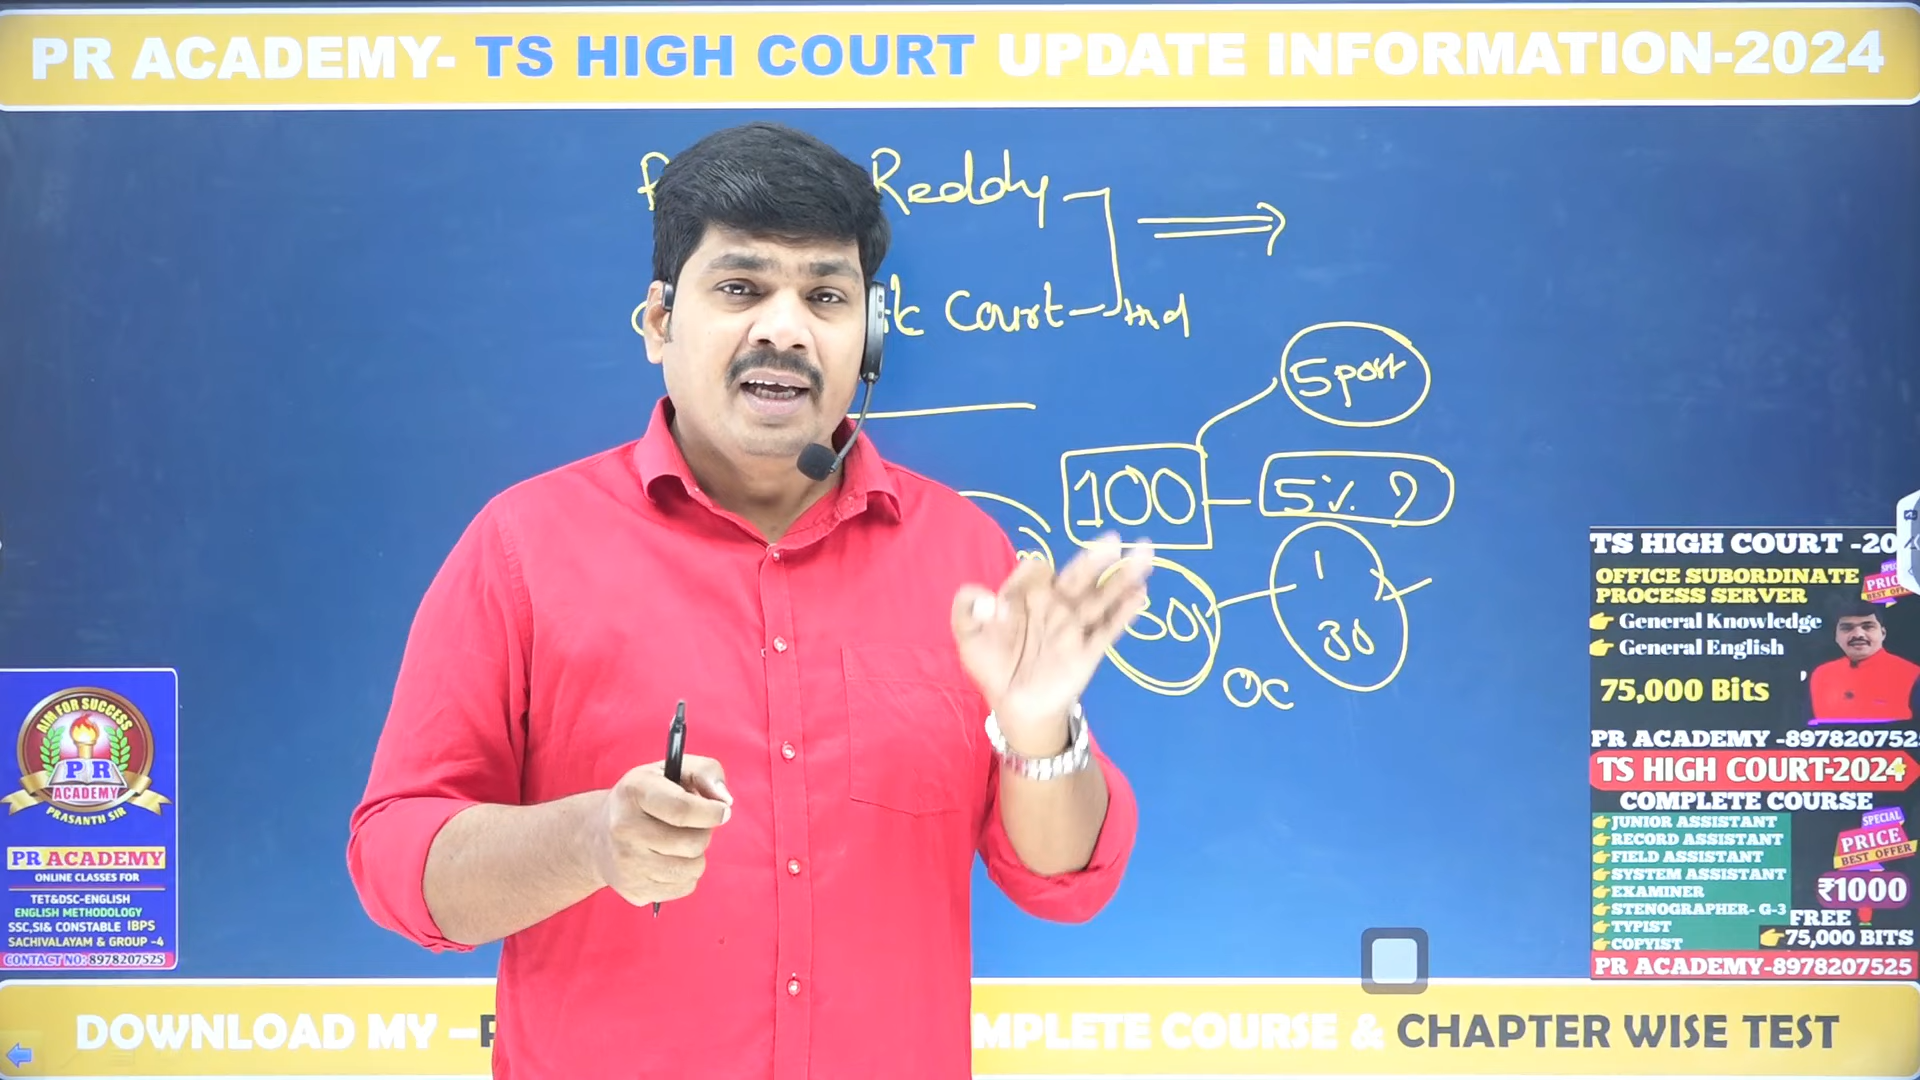 PR ACADEMY- TS HIGH COURT UPDATE INFORMATION-2024
Reddy
Court
Hnd
5 post
100
5% ?
30
1
30
OC
AIM FOR SUCCESS
PR
ACADEMY
PRASANTH SIR
PR ACADEMY
ONLINE CLASSES FOR
TET&DSC-ENGLISH
ENGLISH METHODOLOGY
SSC,SI& CONSTABLE IBPS
SACHIVALAYAM & GROUP -4
CONTACT NO: 8978207525
TS HIGH COURT -20
OFFICE SUBORDINATE
PROCESS SERVER
General Knowledge
General English
75,000 Bits
PR ACADEMY -897820752
TS HIGH COURT-2024
COMPLETE COURSE
JUNIOR ASSISTANT
RECORD ASSISTANT
FIELD ASSISTANT
SYSTEM ASSISTANT
EXAMINER
STENOGRAPHER- G-3
TYPIST
COPYIST
SPECIAL
PRICE
BEST OFFER
₹1000
FREE
75,000 BITS
PR ACADEMY-8978207525
DOWNLOAD MY – MPLETE COURSE & CHAPTER WISE TEST